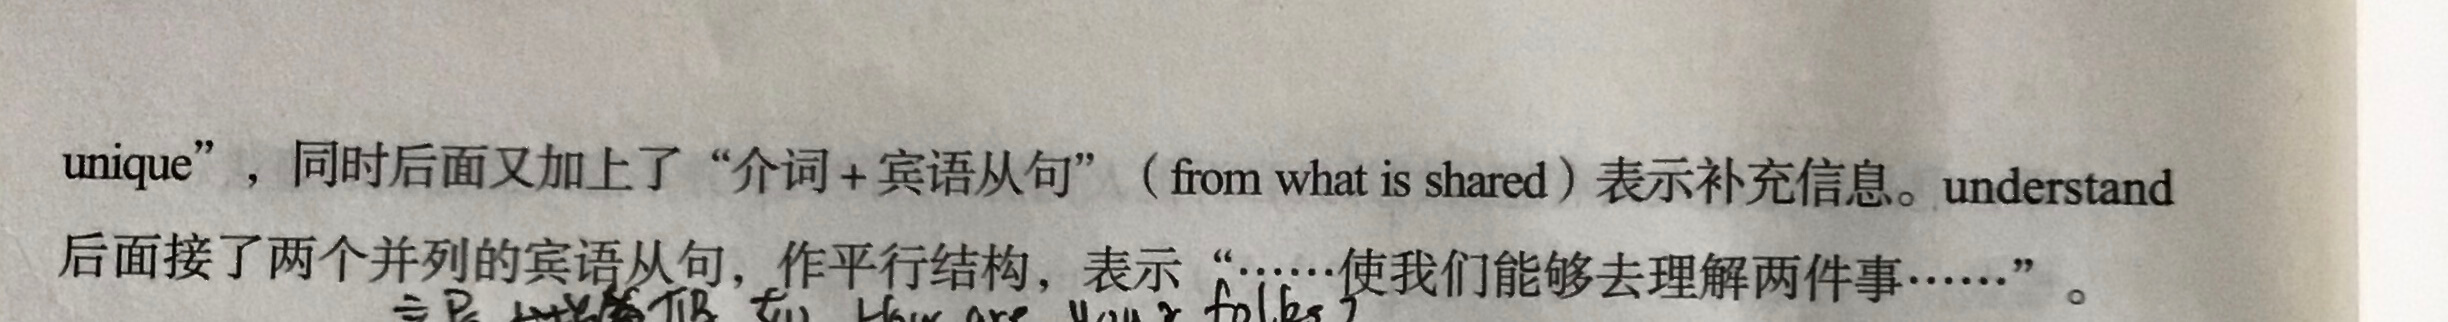 unique”，同时后面又加上了“介词+宾语从句”（from what is shared）表示补充信息。understand
后面接了两个并列的宾语从句，作平行结构，表示“……使我们能够去理解两件事……”。
How are your folks?